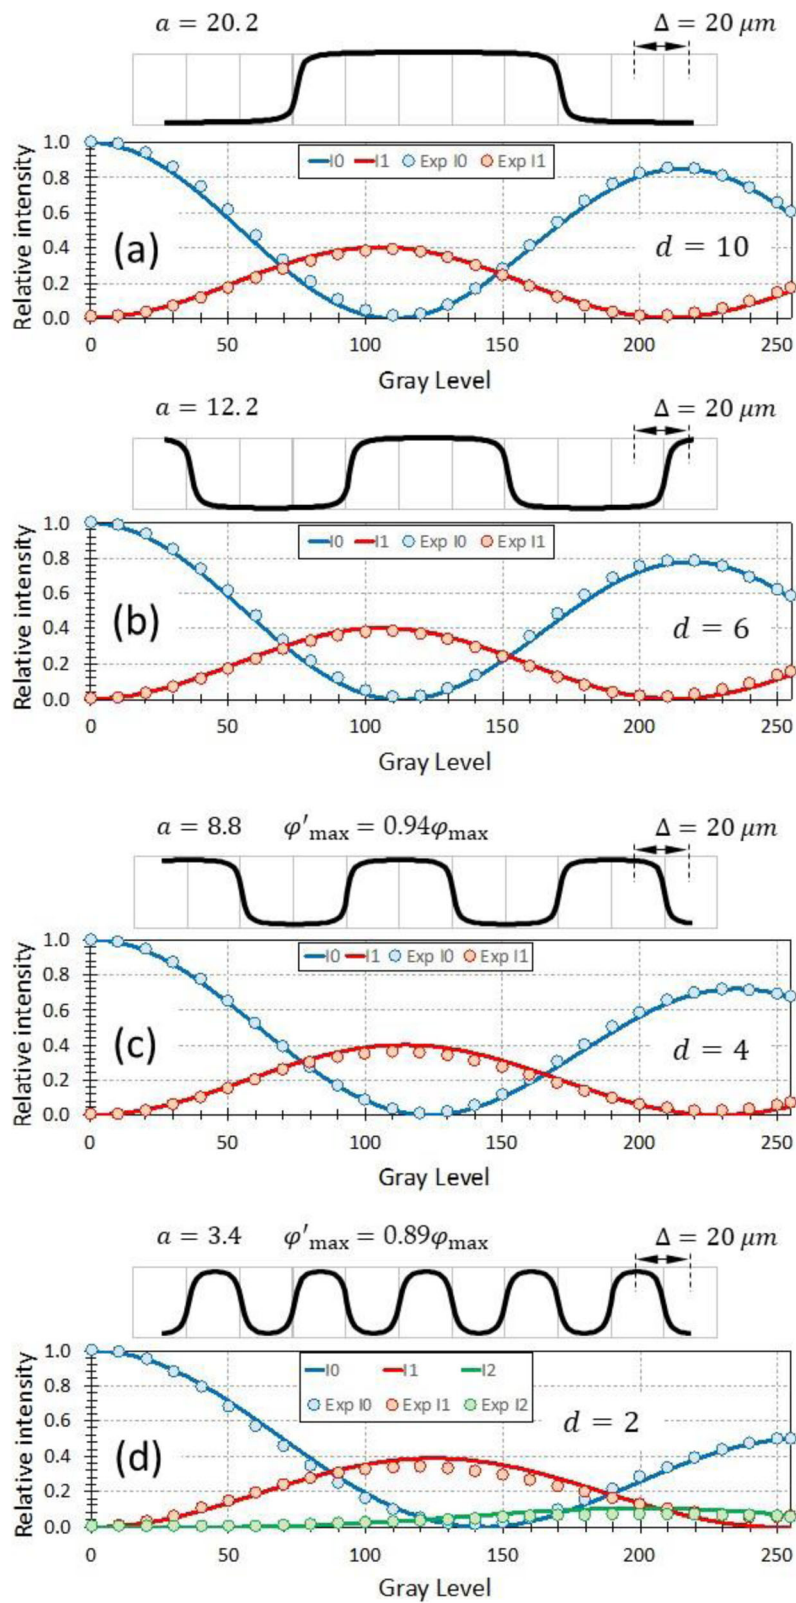 a = 20.2 Δ = 20 μm
1.0
0.8
0.6
0.4
0.2
0.0
Relative intensity
I0 I1 Exp I0 Exp I1
(a)
d = 10
0 50 100 150 200 250
Gray Level
a = 12.2 Δ = 20 μm
1.0
0.8
0.6
0.4
0.2
0.0
Relative intensity
I0 I1 Exp I0 Exp I1
(b)
d = 6
0 50 100 150 200 250
Gray Level
a = 8.8 φ′max = 0.94φmax Δ = 20 μm
1.0
0.8
0.6
0.4
0.2
0.0
Relative intensity
I0 I1 Exp I0 Exp I1
(c)
d = 4
0 50 100 150 200 250
Gray Level
a = 3.4 φ′max = 0.89φmax Δ = 20 μm
1.0
0.8
0.6
0.4
0.2
0.0
Relative intensity
I0 I1 I2
Exp I0 Exp I1 Exp I2
(d)
d = 2
0 50 100 150 200 250
Gray Level